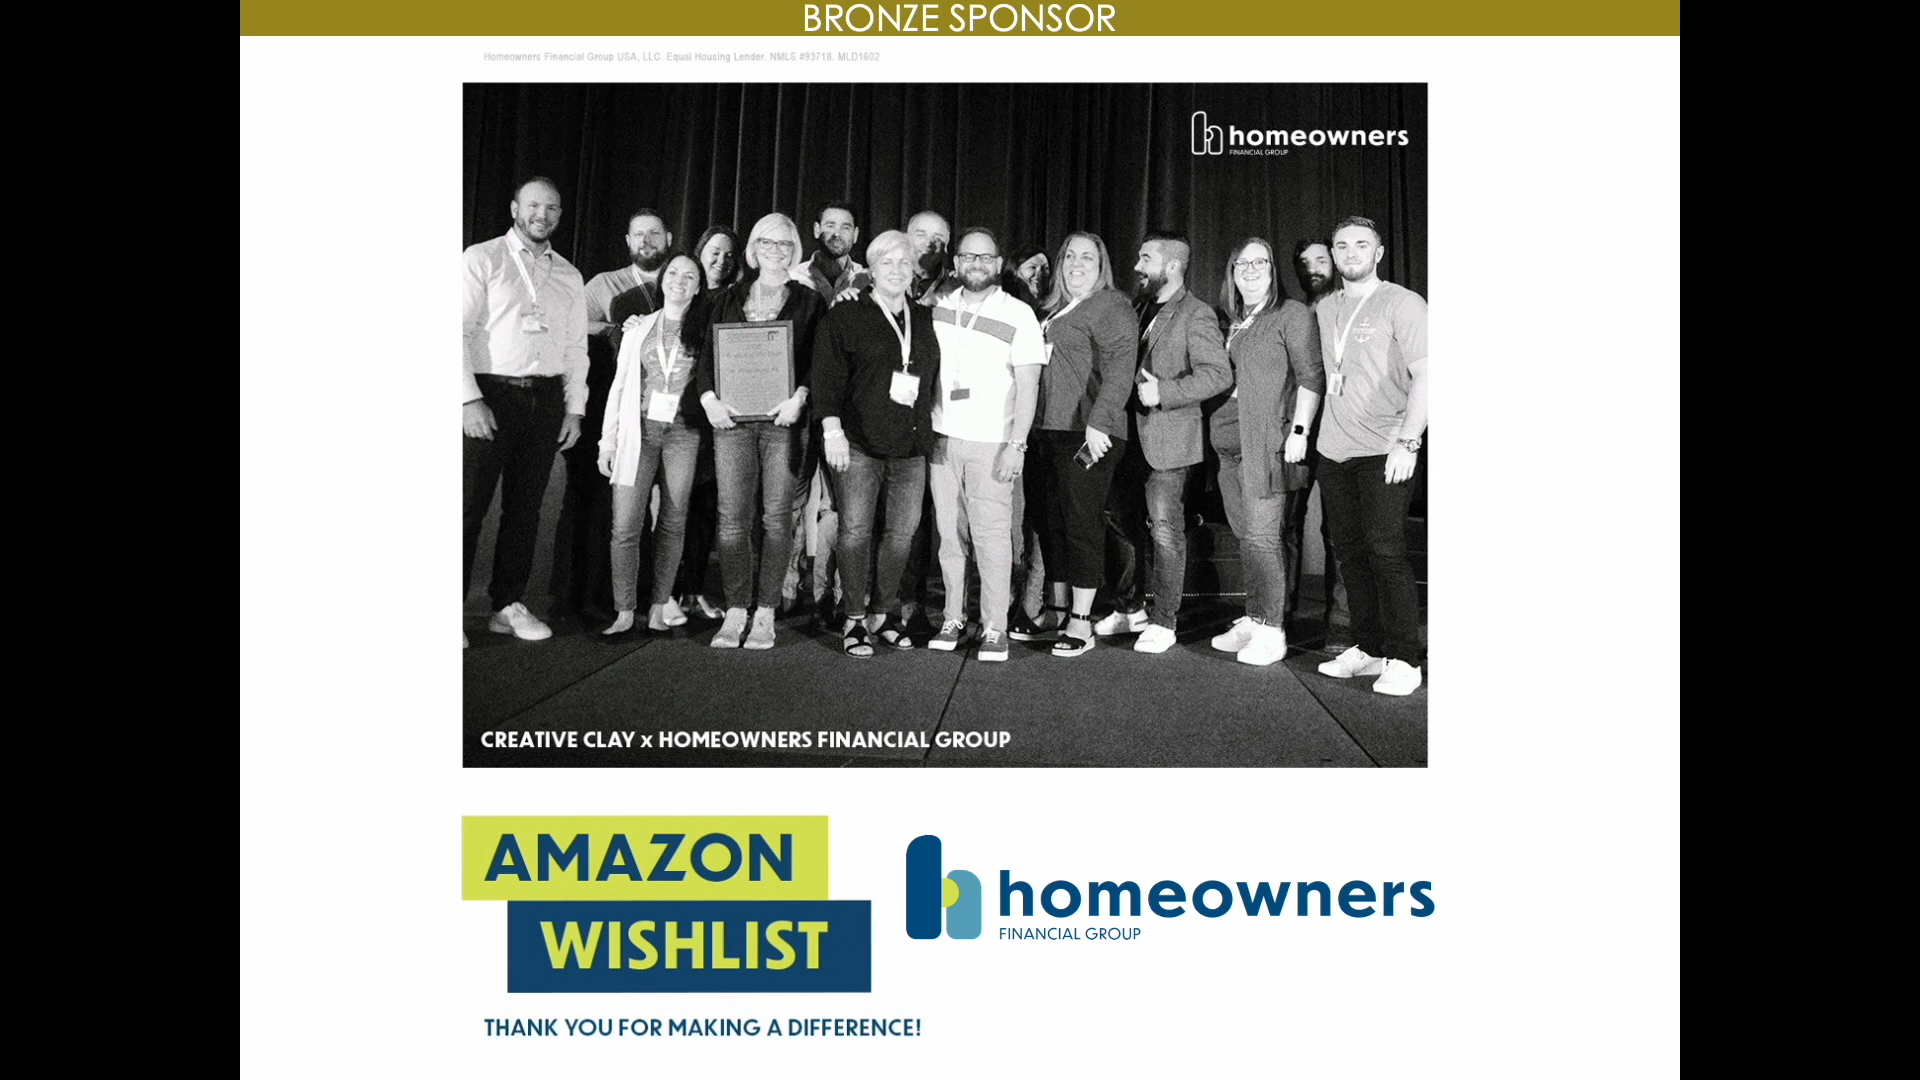 BRONZE SPONSOR
Homeowners Financial Group USA, LLC. Equal Housing Lender. NMLS #93718. MLD1602
homeowners
FINANCIAL GROUP
CREATIVE CLAY x HOMEOWNERS FINANCIAL GROUP
AMAZON
WISHLIST
homeowners
FINANCIAL GROUP
THANK YOU FOR MAKING A DIFFERENCE!